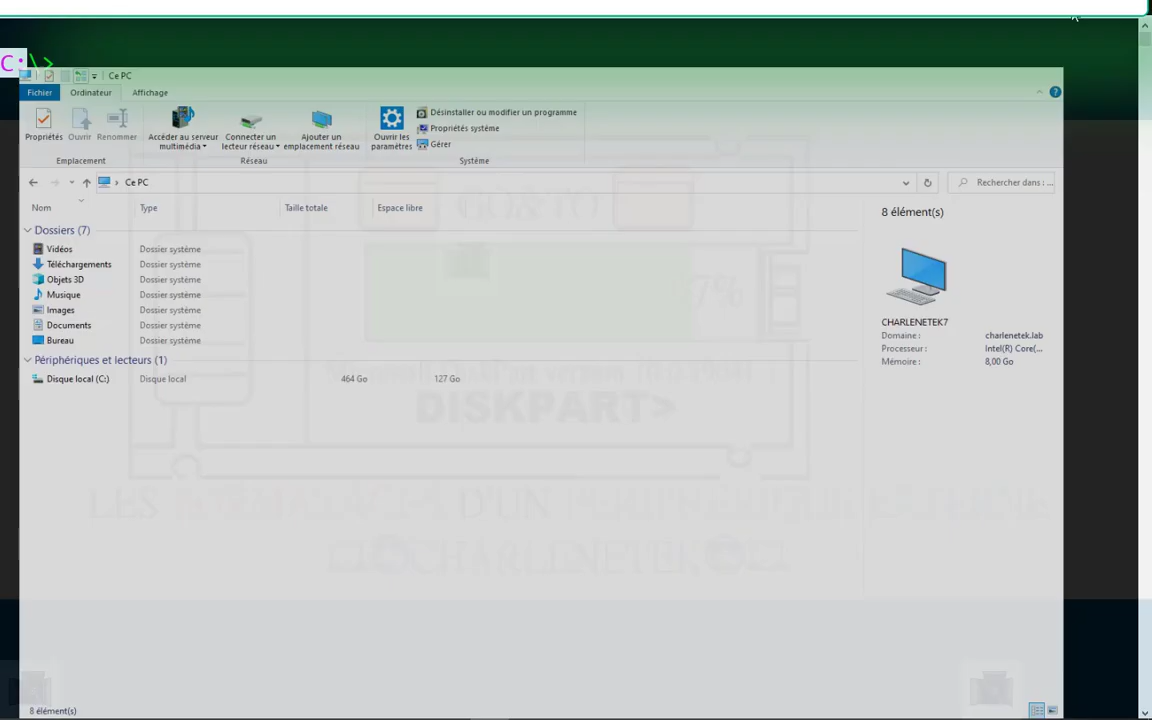 C:\>
Ce PC
Fichier Ordinateur Affichage
Propriétés Ouvrir Renommer Accéder au serveur multimédia Connecter un lecteur réseau Ajouter un emplacement réseau Ouvrir les paramètres Désinstaller ou modifier un programme
Propriétés système
Gérer
Emplacement Réseau Système
Ce PC Rechercher dans : ...
Nom Type Taille totale Espace libre
8 élément(s)
Dossiers (7)
Vidéos Dossier système
Téléchargements Dossier système
Objets 3D Dossier système
Musique Dossier système
Images Dossier système
Documents Dossier système
Bureau Dossier système
CHARLENETEK7
Domaine : charlenetek.lab
Processeur : Intel(R) Core(...
Mémoire : 8,00 Go
Périphériques et lecteurs (1)
Disque local (C:) Disque local 464 Go 127 Go
7%
DISKPART>
LES D'UN
CHARLENETEK
8 élément(s)